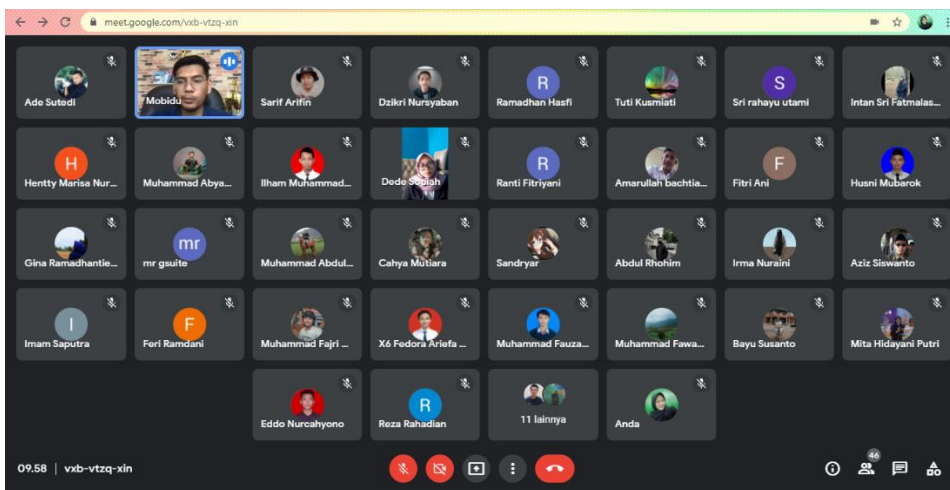 meet.google.com/vxb-vtzq-xin
Ade Sutedi
Mobidu
Sarif Arifin
Dzikri Nursyaban
R
Ramadhan Hasfi
Tuti Kusmiati
S
Sri rahayu utami
Intan Sri Fatmalas...
H
Hentty Marisa Nur...
Muhammad Abya...
Ilham Muhammad...
Dede Sopiah
R
Ranti Fitriyani
Amarullah bachtia...
F
Fitri Ani
Husni Mubarok
Gina Ramadhantie...
mr
mr gsuite
Muhammad Abdul...
Cahya Mutiara
Sandryar
Abdul Rhohim
Irma Nuraini
Aziz Siswanto
I
Imam Saputra
F
Feri Ramdani
Muhammad Fajri ...
X6 Fedora Ariefa ...
Muhammad Fauza...
Muhammad Fawa...
Bayu Susanto
Mita Hidayani Putri
Eddo Nurcahyono
R
Reza Rahadian
11 lainnya
Anda
09.58 | vxb-vtzq-xin
46